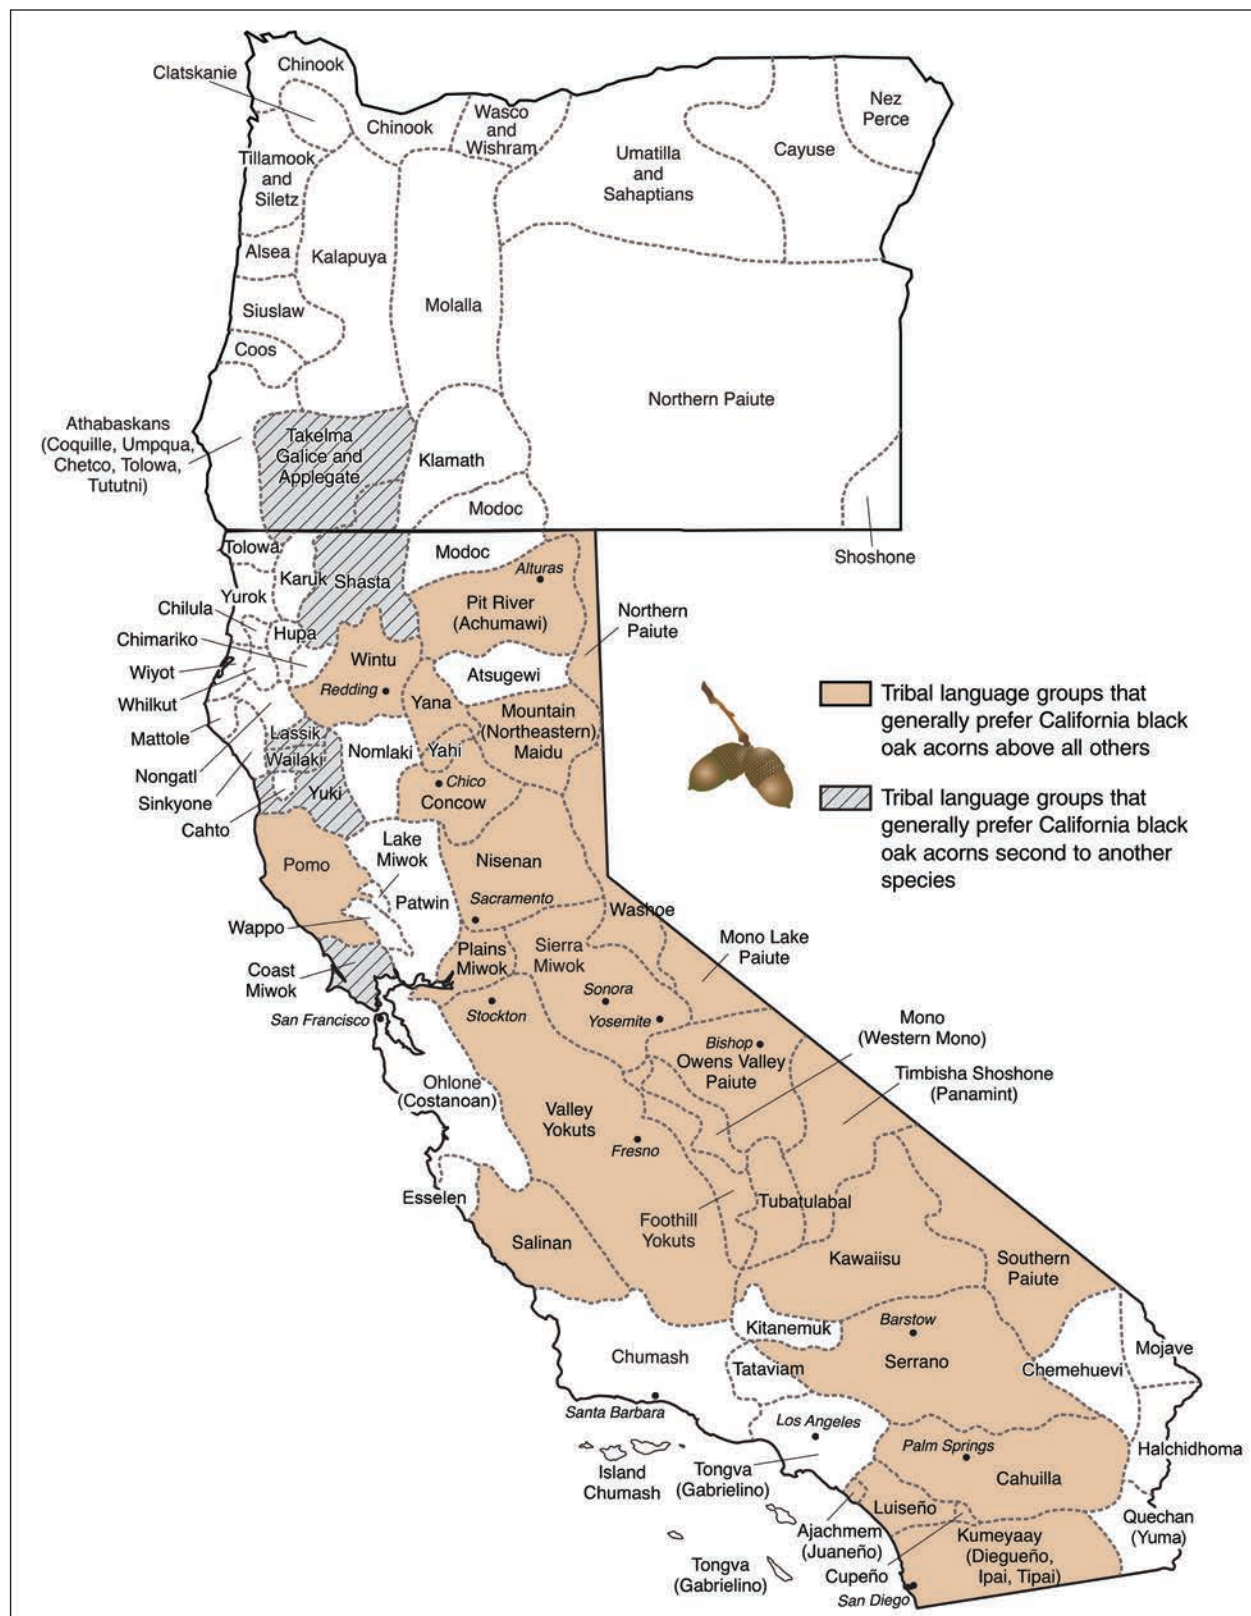 Chinook
Clatskanie
Chinook
Wasco
and
Wishram
Nez
Perce
Cayuse
Umatilla
and
Sahaptians
Tillamook
and
Siletz
Alsea
Kalapuya
Molalla
Siuslaw
Coos
Northern Paiute
Athabaskans
(Coquille, Umpqua,
Chetco, Tolowa,
Tututni)
Takelma
Galice and
Applegate
Klamath
Modoc
Shoshone
Tolowa
Karuk
Shasta
Modoc
Alturas
Pit River
(Achumawi)
Yurok
Chilula
Hupa
Chimariko
Wiyot
Whilkut
Mattole
Nongatl
Sinkyone
Cahto
Wintu
Redding
Atsugewi
Northern
Paiute
Yana
Mountain
(Northeastern)
Maidu
Lassik
Wailaki
Yuki
Nomlaki
Yahi
Chico
Concow
Tribal language groups that
generally prefer California black
oak acorns above all others
Tribal language groups that
generally prefer California black
oak acorns second to another
species
Pomo
Lake
Miwok
Nisenan
Patwin
Sacramento
Washoe
Wappo
Plains
Miwok
Sierra
Miwok
Mono Lake
Paiute
Coast
Miwok
San Francisco
Stockton
Sonora
Yosemite
Mono
(Western Mono)
Bishop
Owens Valley
Paiute
Timbisha Shoshone
(Panamint)
Ohlone
(Costanoan)
Valley
Yokuts
Fresno
Esselen
Salinan
Foothill
Yokuts
Tubatulabal
Kawaiisu
Southern
Paiute
Kitanemuk
Barstow
Serrano
Chumash
Tataviam
Chemehuevi
Mojave
Santa Barbara
Los Angeles
Palm Springs
Cahuilla
Halchidhoma
Island
Chumash
Tongva
(Gabrielino)
Luiseño
Ajachmem
(Juaneño)
Cupeño
Kumeyaay
(Diegueño,
Ipai, Tipai)
Quechan
(Yuma)
Tongva
(Gabrielino)
San Diego